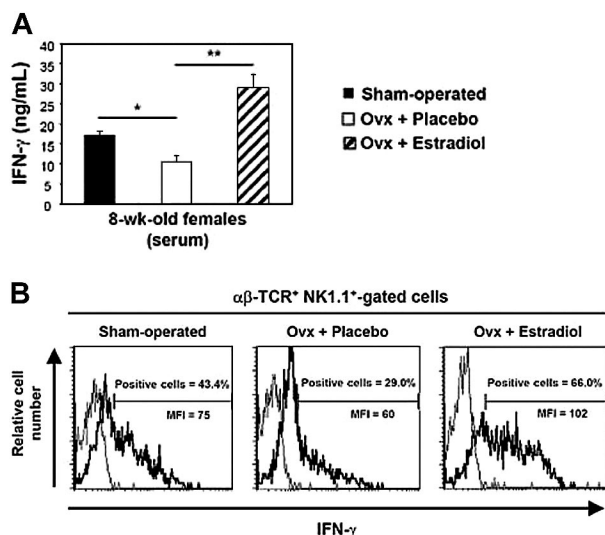 A
IFN-γ (ng/mL)
40
35
30
25
20
15
10
5
0
*
**
8-wk-old females
(serum)
Sham-operated
Ovx + Placebo
Ovx + Estradiol
B
αβ-TCR⁺ NK1.1⁺-gated cells
Sham-operated
Ovx + Placebo
Ovx + Estradiol
Relative cell
number
Positive cells = 43.4%
MFI = 75
Positive cells = 29.0%
MFI = 60
Positive cells = 66.0%
MFI = 102
IFN-γ